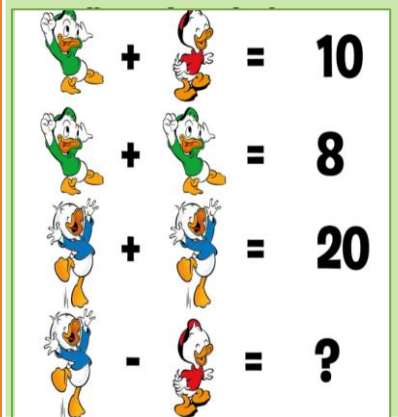 + = 10
+ = 8
+ = 20
- = ?